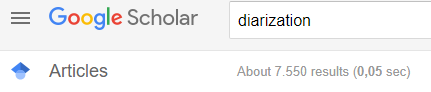 Google Scholar diarization
Articles About 7.550 results (0,05 sec)